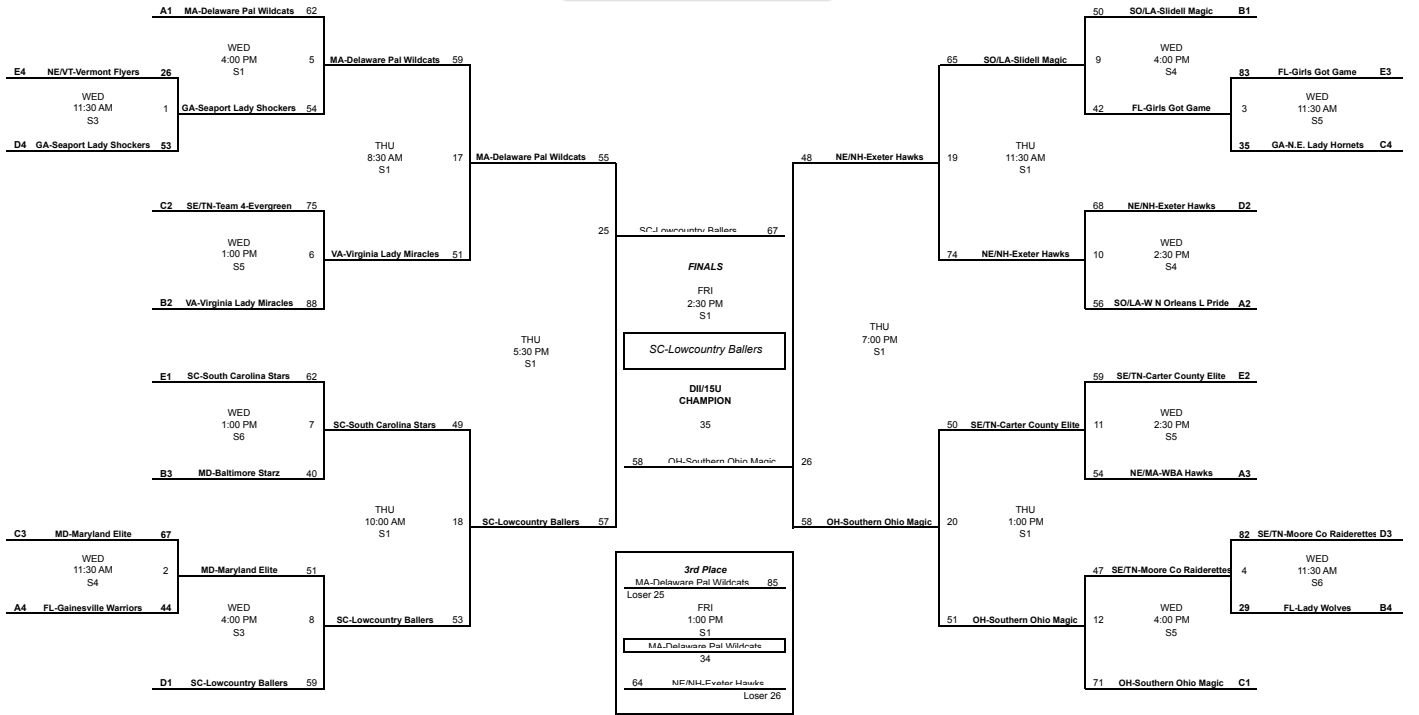 A1 MA-Delaware Pal Wildcats 62
WED
4:00 PM
S1
5
MA-Delaware Pal Wildcats 59
E4 NE/VT-Vermont Flyers 26
WED
11:30 AM
S3
1
GA-Seaport Lady Shockers 54
D4 GA-Seaport Lady Shockers 53
THU
8:30 AM
S1
17
MA-Delaware Pal Wildcats 55
C2 SE/TN-Team 4-Evergreen 75
WED
1:00 PM
S5
6
VA-Virginia Lady Miracles 51
B2 VA-Virginia Lady Miracles 88
THU
5:30 PM
S1
25
E1 SC-South Carolina Stars 62
WED
1:00 PM
S6
7
SC-South Carolina Stars 49
B3 MD-Baltimore Starz 40
THU
10:00 AM
S1
18
SC-Lowcountry Ballers 57
C3 MD-Maryland Elite 67
WED
11:30 AM
S4
2
MD-Maryland Elite 51
A4 FL-Gainesville Warriors 44
WED
4:00 PM
S3
8
SC-Lowcountry Ballers 53
D1 SC-Lowcountry Ballers 59
SC-Lowcountry Ballers 67
FINALS
FRI
2:30 PM
S1
SC-Lowcountry Ballers
DII/15U
CHAMPION
35
58 OH-Southern Ohio Magic
3rd Place
MA-Delaware Pal Wildcats 85
Loser 25
FRI
1:00 PM
S1
MA-Delaware Pal Wildcats
34
64 NE/NH-Exeter Hawks
Loser 26
50 SO/LA-Slidell Magic B1
WED
4:00 PM
S4
9
65 SO/LA-Slidell Magic
83 FL-Girls Got Game E3
WED
11:30 AM
S5
3
42 FL-Girls Got Game
35 GA-N.E. Lady Hornets C4
THU
11:30 AM
S1
19
48 NE/NH-Exeter Hawks
68 NE/NH-Exeter Hawks D2
WED
2:30 PM
S4
10
74 NE/NH-Exeter Hawks
56 SO/LA-W N Orleans L Pride A2
THU
7:00 PM
S1
26
59 SE/TN-Carter County Elite E2
WED
2:30 PM
S5
11
50 SE/TN-Carter County Elite
54 NE/MA-WBA Hawks A3
THU
1:00 PM
S1
20
58 OH-Southern Ohio Magic
82 SE/TN-Moore Co Raiderettes D3
WED
11:30 AM
S6
4
47 SE/TN-Moore Co Raiderettes
29 FL-Lady Wolves B4
WED
4:00 PM
S5
12
51 OH-Southern Ohio Magic
71 OH-Southern Ohio Magic C1